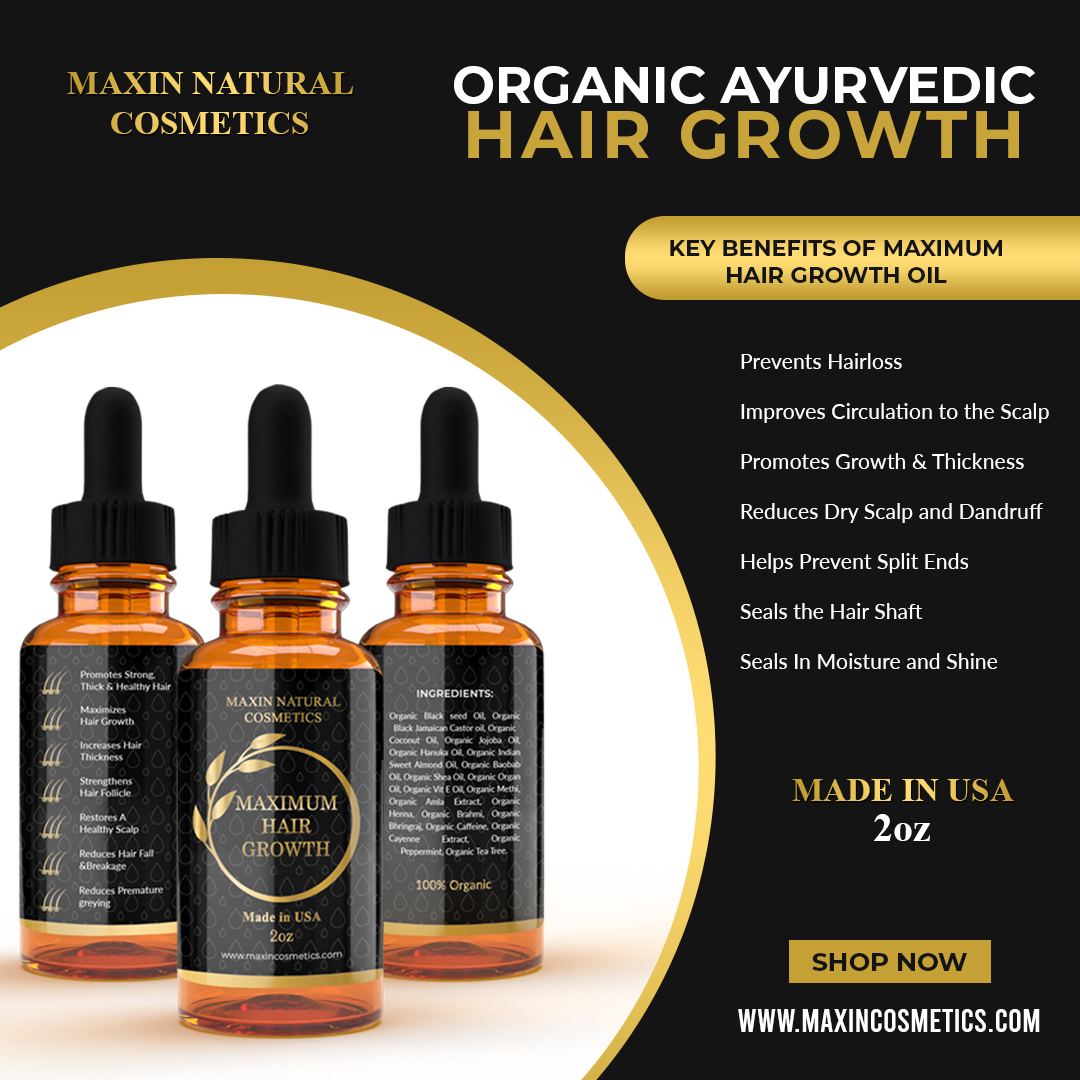 MAXIN NATURAL
COSMETICS
ORGANIC AYURVEDIC
HAIR GROWTH
KEY BENEFITS OF MAXIMUM
HAIR GROWTH OIL
Prevents Hairloss
Improves Circulation to the Scalp
Promotes Growth & Thickness
Reduces Dry Scalp and Dandruff
Helps Prevent Split Ends
Seals the Hair Shaft
Seals In Moisture and Shine
MADE IN USA
2oz
SHOP NOW
WWW.MAXINCOSMETICS.COM
Promotes Strong,
Thick & Healthy Hair
Maximizes
Hair Growth
Increases Hair
Thickness
Strengthens
Hair Follicle
Restores A
Healthy Scalp
Reduces Hair Fall
&Breakage
Reduces Premature
greying
MAXIN NATURAL
COSMETICS
MAXIMUM
HAIR
GROWTH
Made in USA
2oz
www.maxincosmetics.com
INGREDIENTS:
Organic Black seed Oil, Organic
Black Jamaican Castor oil, Organic
Coconut Oil, Organic Jojoba Oil,
Organic Hanuka Oil, Organic Indian
Sweet Almond Oil, Organic Baobab
Oil, Organic Shea Oil, Organic Organ
Oil, Organic Vit E Oil, Organic Methi,
Organic Amla Extract, Organic
Henna, Organic Brahmi, Organic
Bhringraj, Organic Caffeine, Organic
Cayenne Extract, Organic
Peppermint, Organic Tea Tree.
100% Organic